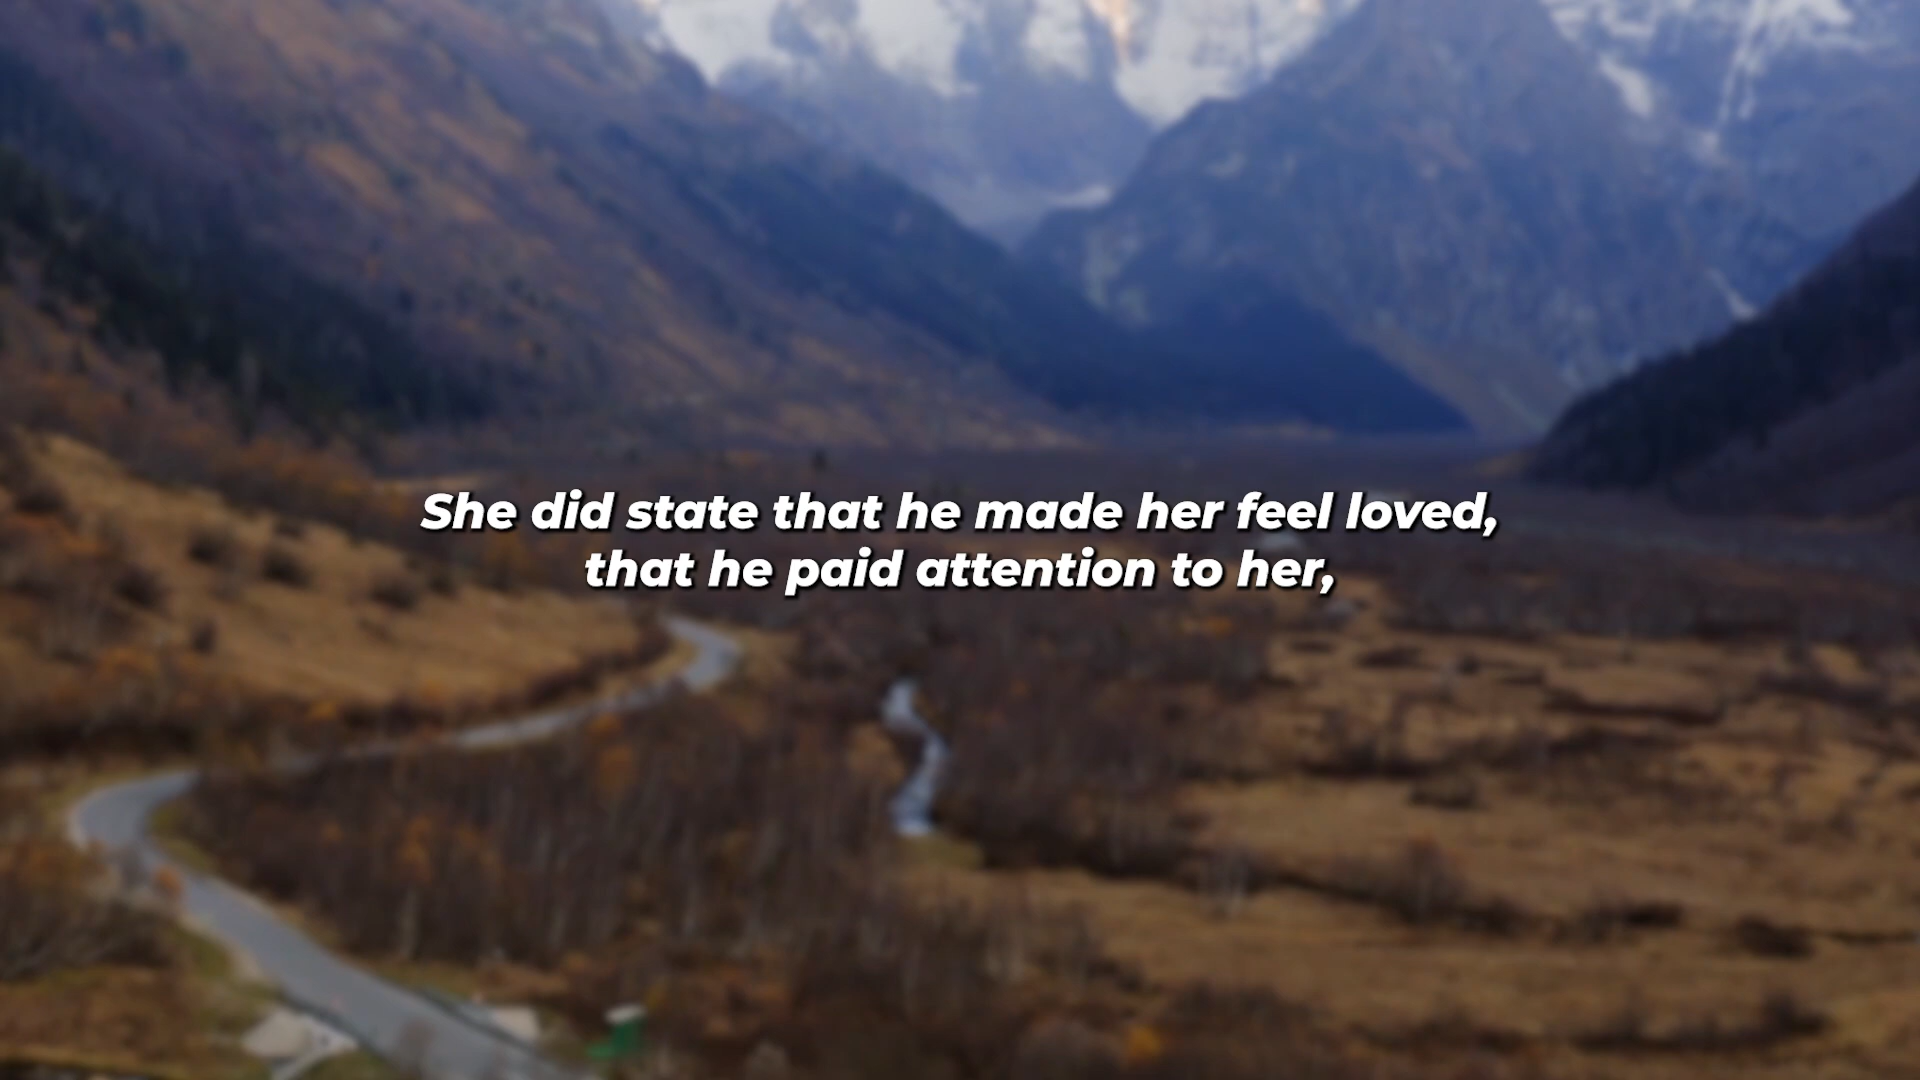 She did state that he made her feel loved,
that he paid attention to her,